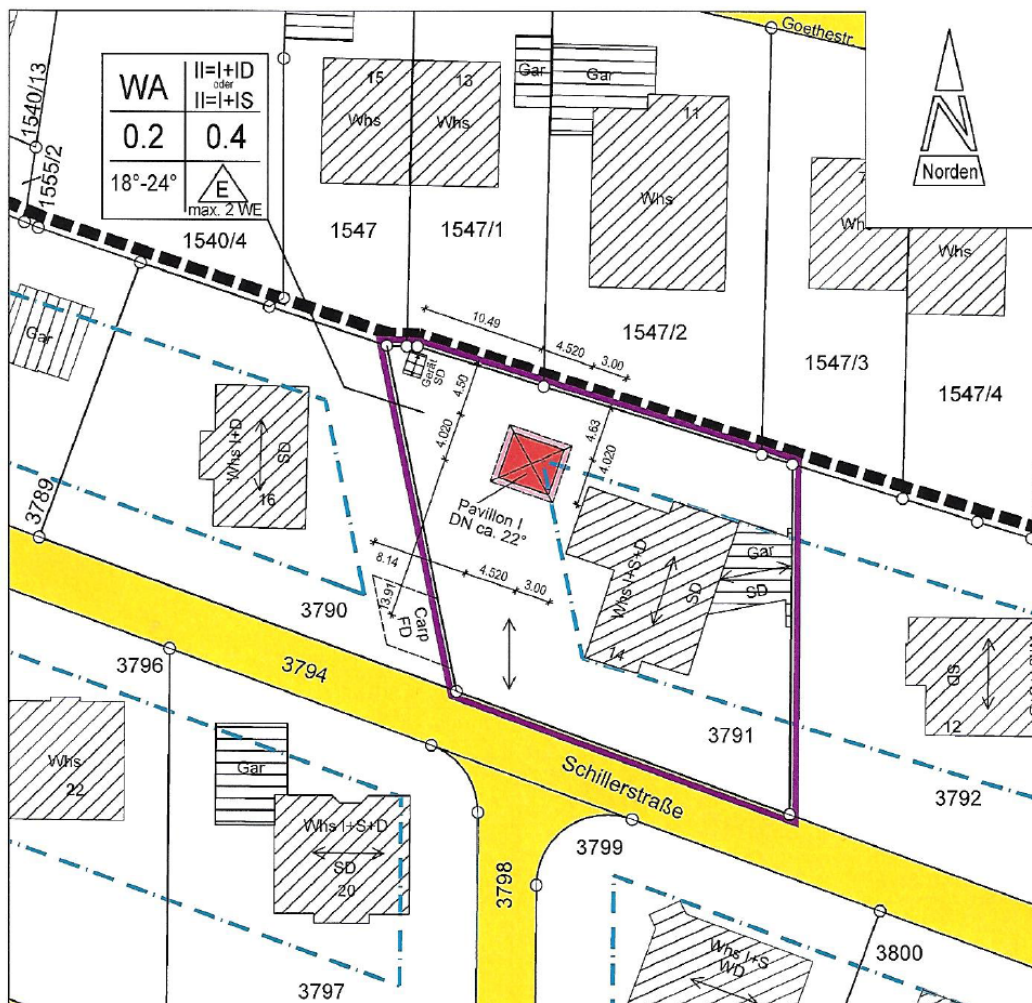 Goethestr.
Norden
WA
II=I+ID
oder
II=I+IS
0.2
0.4
18°-24°
E
max. 2 WE
1540/13
1555/2
1540/4
15
13
Whs
Whs
Gar
Gar
11
Whs
1547
1547/1
1547/2
1547/3
1547/4
Whs
10.49
4.520
3.00
Gerät
SD
4.50
4.020
4.63
4.020
Gar
Whs I+D
SD
16
Pavillon I
DN ca. 22°
8.14
4.520
3.00
13.91
Carp
FD
Whs I+S+D
SD
14
Gar
SD
3789
3790
3791
3792
SD
12
3794
Schillerstraße
3796
Whs
22
Gar
Whs I+S+D
SD
20
3797
3798
3799
3800
Whs I+S
WD